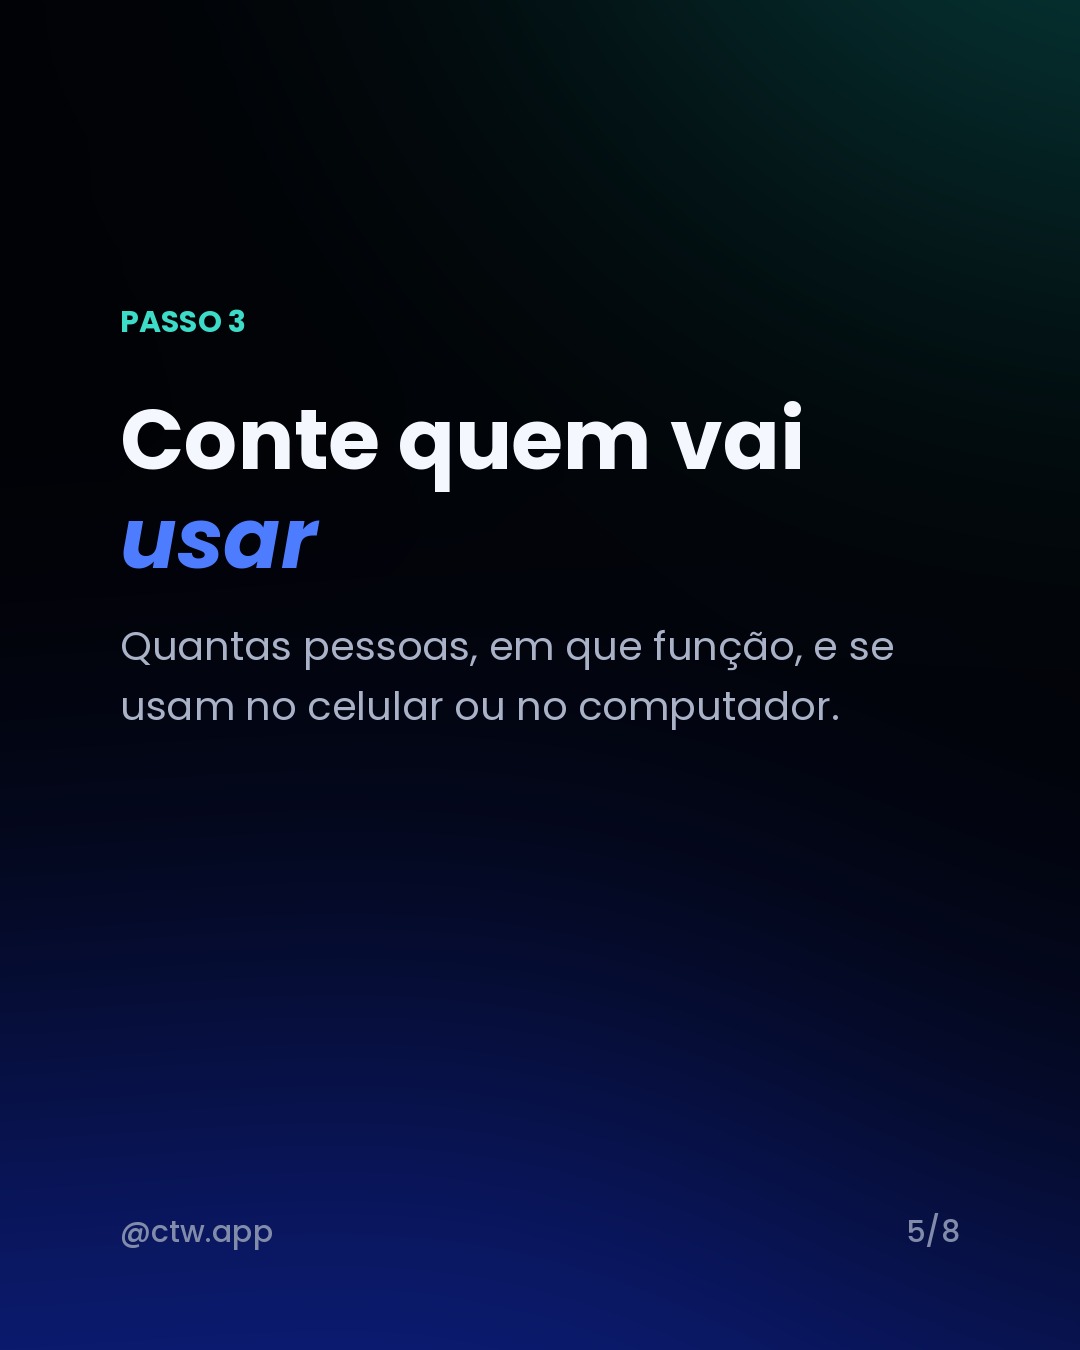 PASSO 3
Conte quem vai
usar
Quantas pessoas, em que função, e se
usam no celular ou no computador.
@ctw.app
5/8